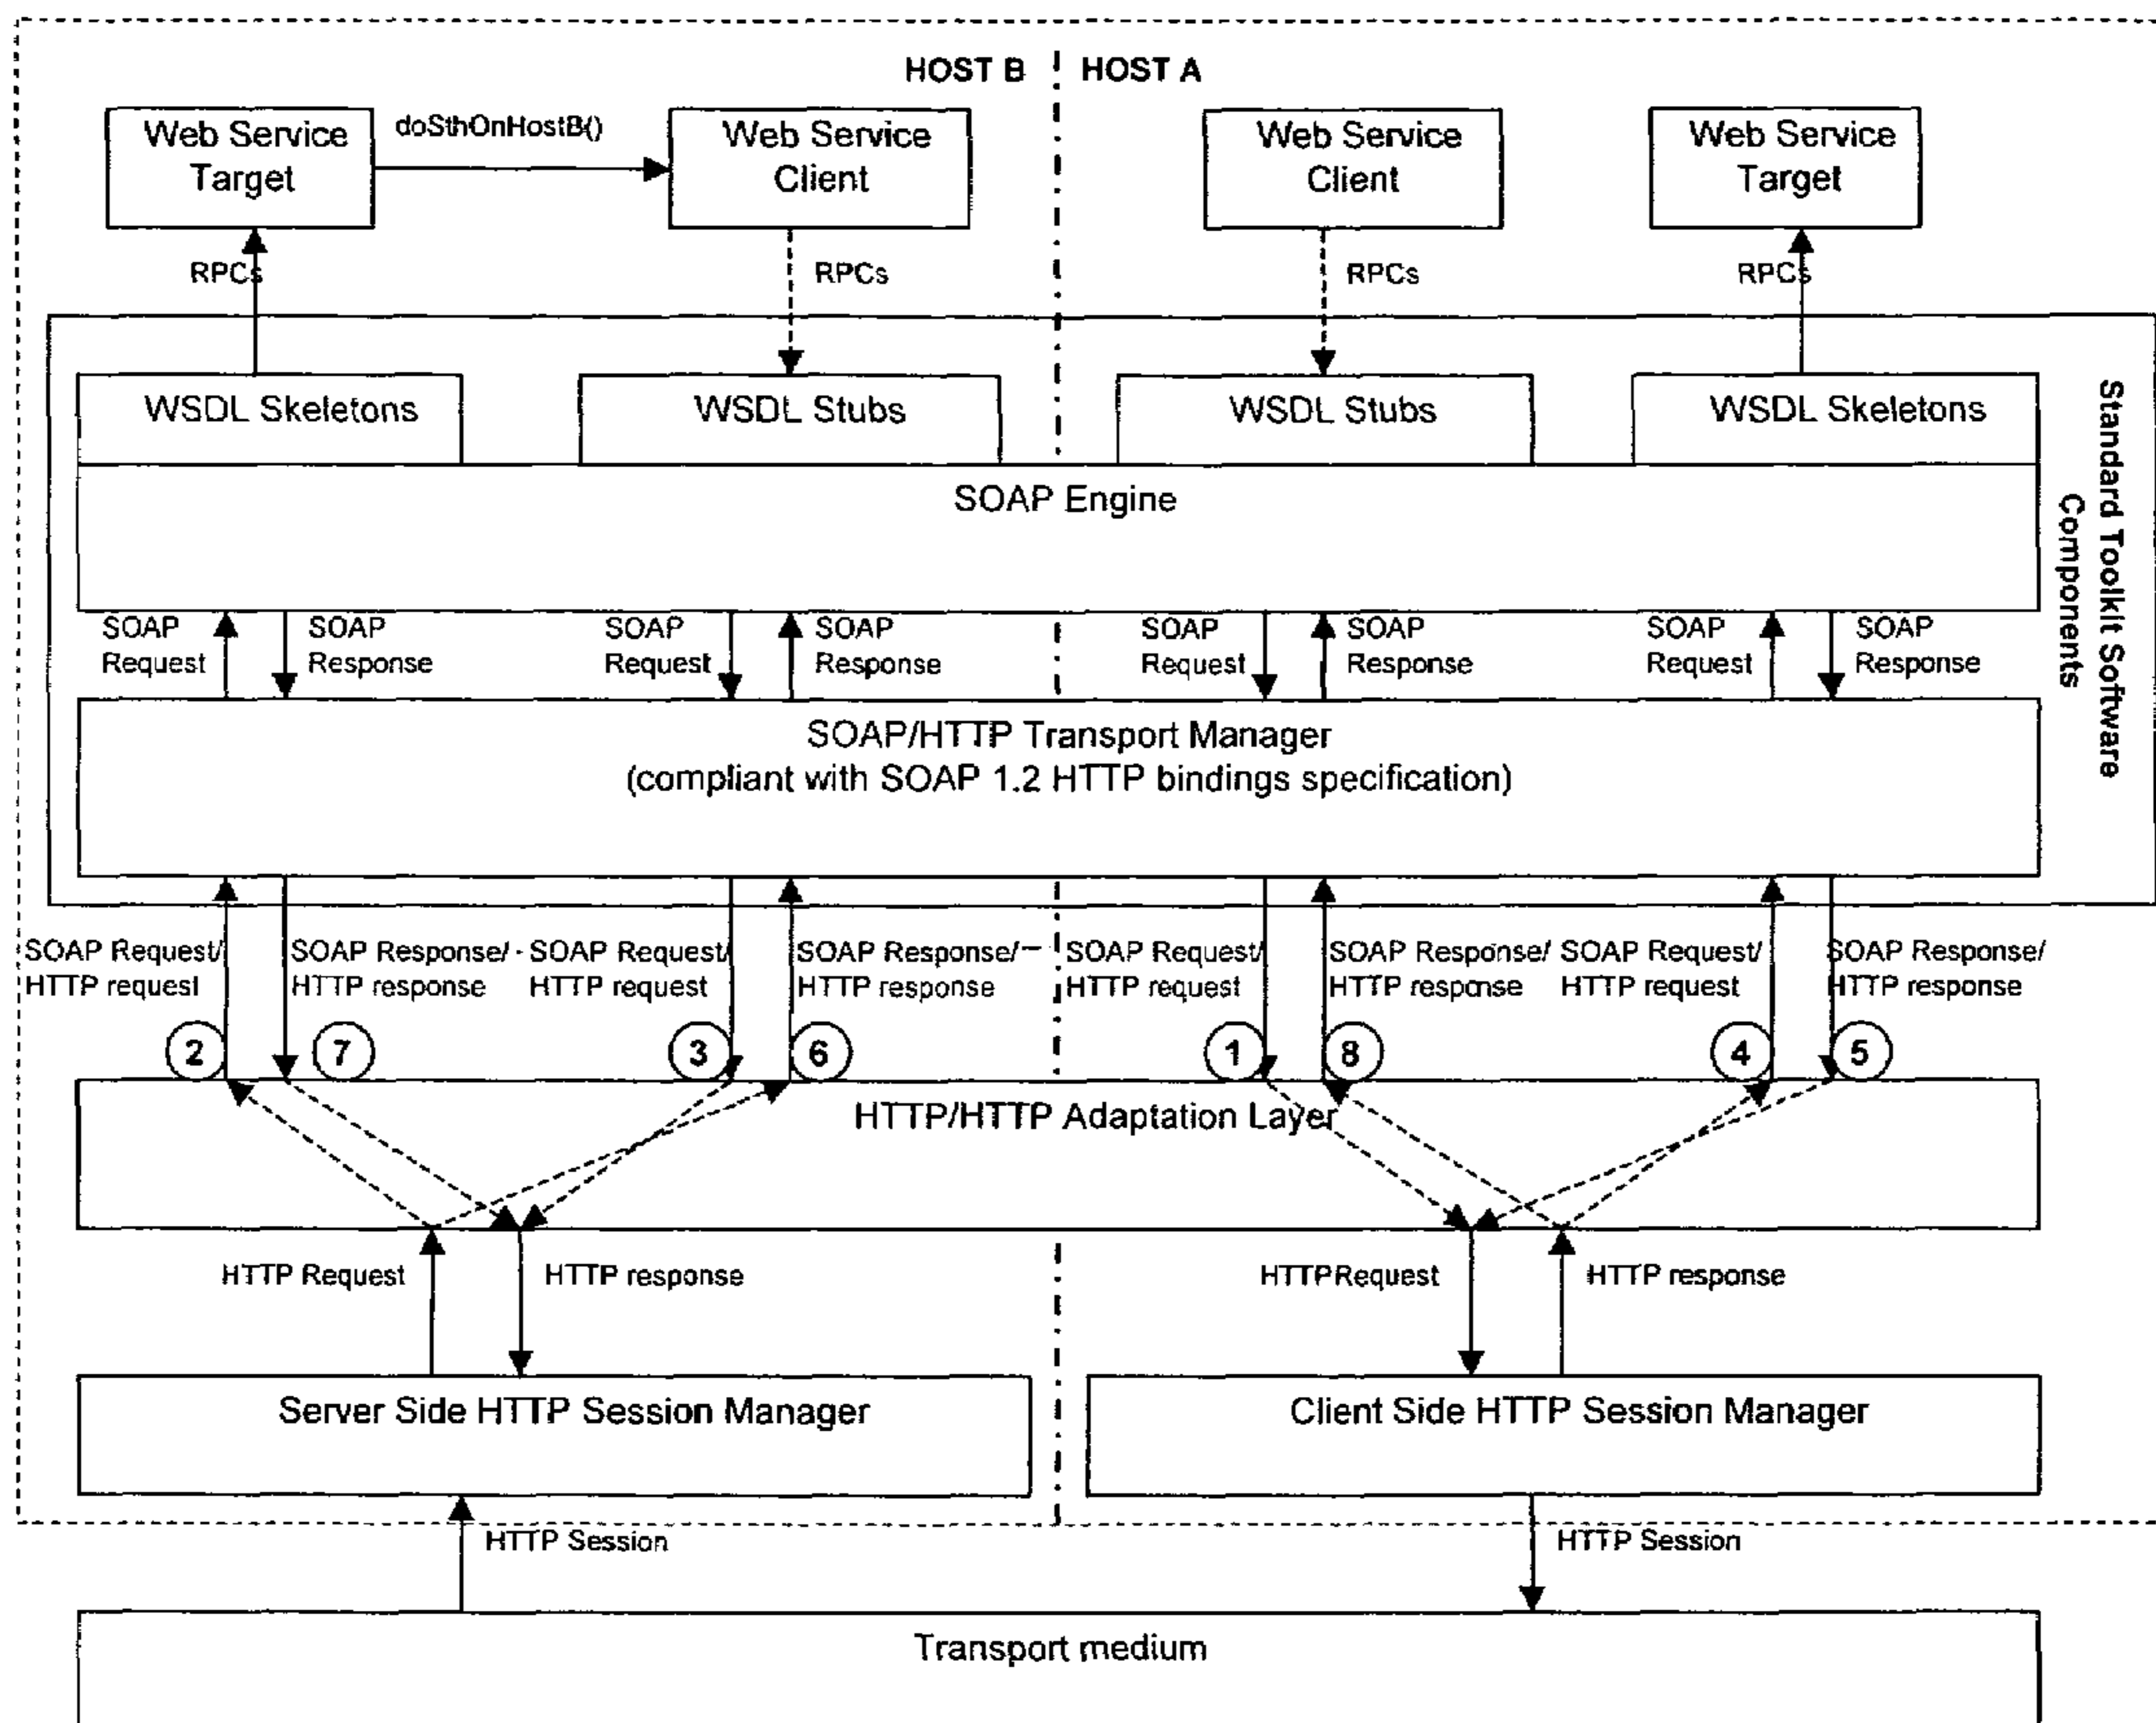 HOST B
HOST A
Web Service
Target
doSthOnHostB()
Web Service
Client
Web Service
Client
Web Service
Target
RPCs
RPCs
RPCs
RPCs
WSDL Skeletons
WSDL Stubs
WSDL Stubs
WSDL Skeletons
Standard Toolkit Software
Components
SOAP Engine
SOAP
Request
SOAP
Response
SOAP
Request
SOAP
Response
SOAP
Request
SOAP
Response
SOAP
Request
SOAP
Response
SOAP/HTTP Transport Manager
(compliant with SOAP 1.2 HTTP bindings specification)
SOAP Request/
HTTP request
SOAP Response/
HTTP response
SOAP Request/
HTTP request
SOAP Response/
HTTP response
SOAP Request/
HTTP request
SOAP Response/
HTTP response
SOAP Request/
HTTP request
SOAP Response/
HTTP response
2
7
3
6
1
8
4
5
HTTP/HTTP Adaptation Layer
HTTP Request
HTTP response
HTTPRequest
HTTP response
Server Side HTTP Session Manager
Client Side HTTP Session Manager
HTTP Session
HTTP Session
Transport medium